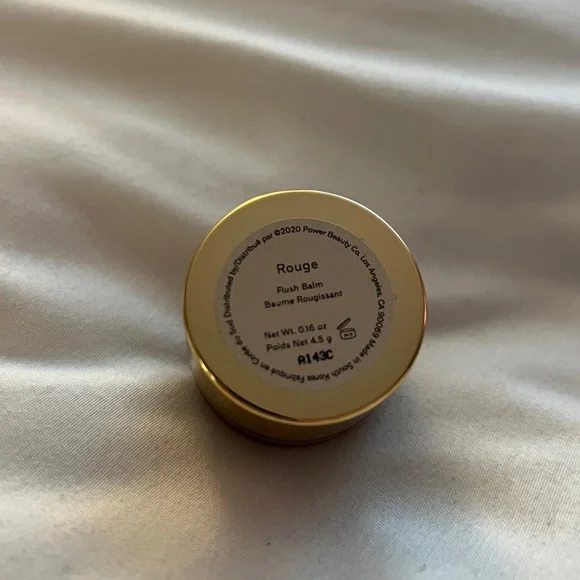 Rouge
Flush Balm
Baume Rougissant
Net Wt. 0.16 oz
Poids Net 4.5 g
A143C
Distributed by/Distribué par ©2020 Power Beauty Co. Los Angeles, CA 90069 Made in South Korea Fabriqué en Corée du Sud